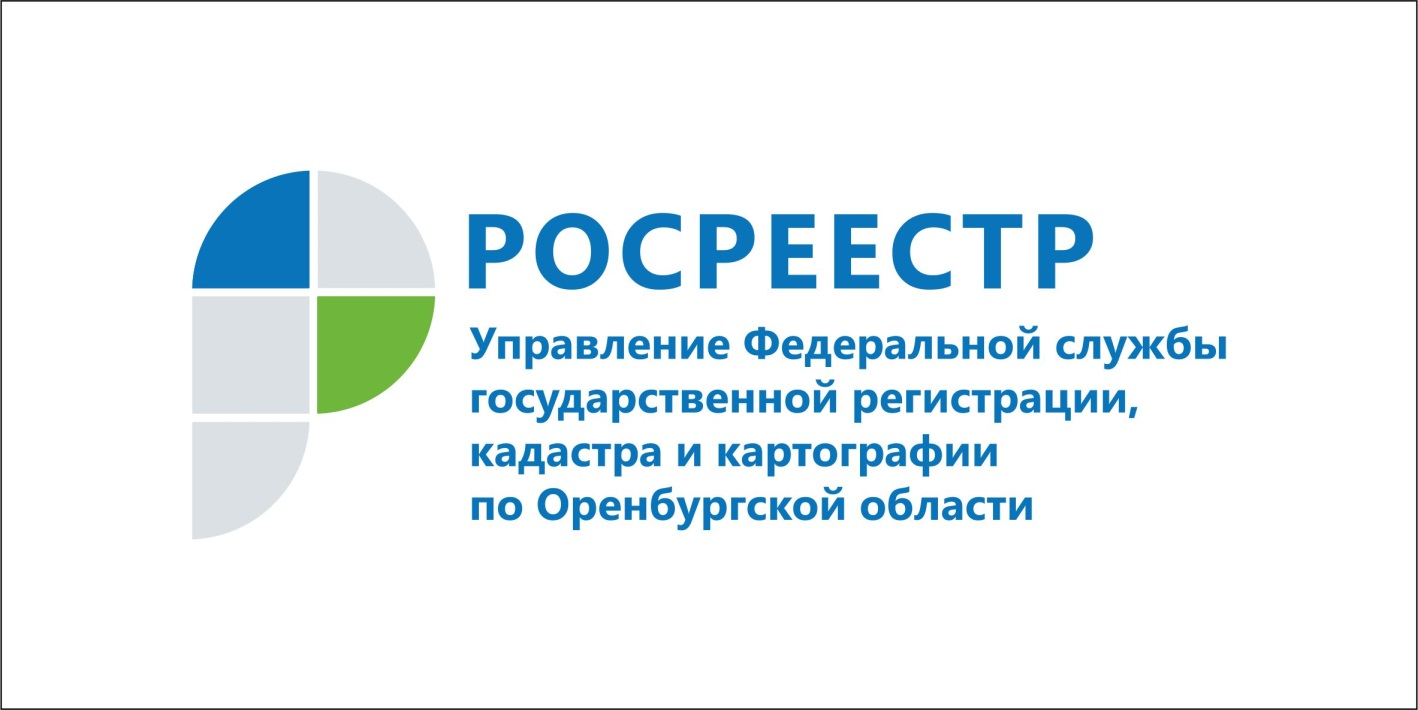 РОСРЕЕСТР
Управление Федеральной службы
государственной регистрации,
кадастра и картографии
по Оренбургской области